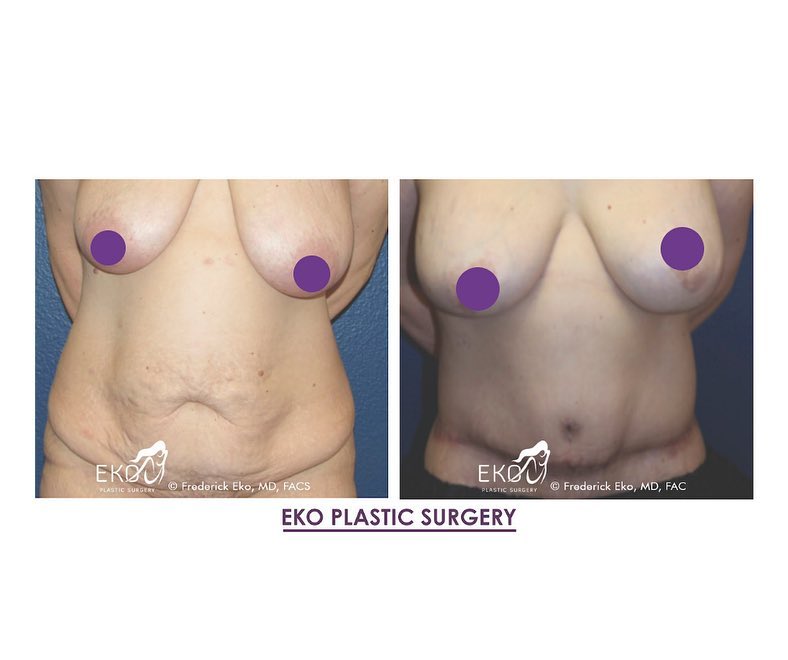 EKO
PLASTIC SURGERY
© Frederick Eko, MD, FACS
EKO
PLASTIC SURGERY
© Frederick Eko, MD, FAC
EKO PLASTIC SURGERY